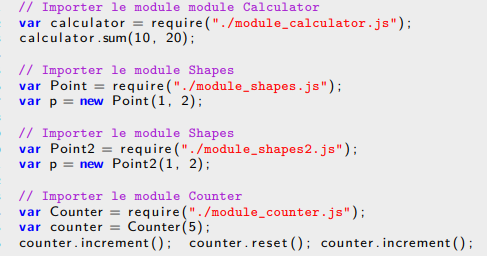 // Importer le module module Calculator
var calculator = require("./module_calculator.js");
calculator.sum(10, 20);
// Importer le module Shapes
var Point = require("./module_shapes.js");
var p = new Point(1, 2);
// Importer le module Shapes
var Point2 = require("./module_shapes2.js");
var p = new Point2(1, 2);
// Importer le module Counter
var Counter = require("./module_counter.js");
var counter = Counter(5);
counter.increment(); counter.reset(); counter.increment();